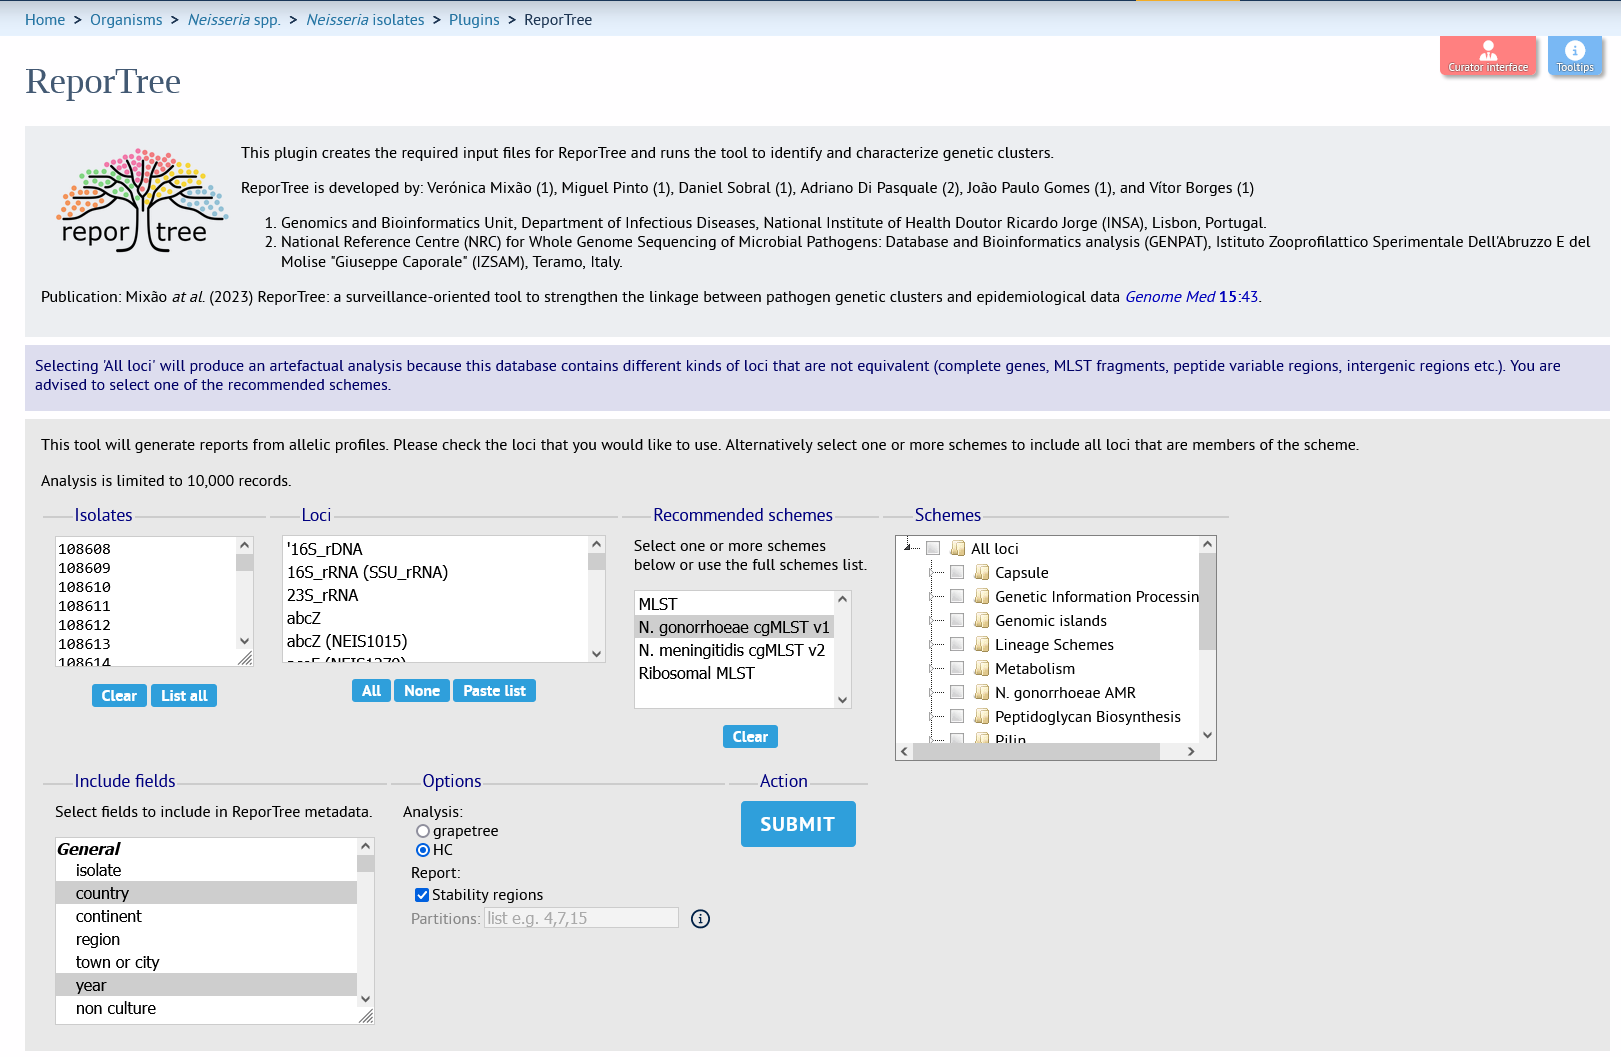 Home > Organisms > Neisseria spp. > Neisseria isolates > Plugins > ReporTree
Curator interface
Tooltips
ReporTree
repor tree
This plugin creates the required input files for ReporTree and runs the tool to identify and characterize genetic clusters.
ReporTree is developed by: Verónica Mixão (1), Miguel Pinto (1), Daniel Sobral (1), Adriano Di Pasquale (2), João Paulo Gomes (1), and Vítor Borges (1)
1. Genomics and Bioinformatics Unit, Department of Infectious Diseases, National Institute of Health Doutor Ricardo Jorge (INSA), Lisbon, Portugal.
2. National Reference Centre (NRC) for Whole Genome Sequencing of Microbial Pathogens: Database and Bioinformatics analysis (GENPAT), Istituto Zooprofilattico Sperimentale Dell'Abruzzo E del
Molise "Giuseppe Caporale" (IZSAM), Teramo, Italy.
Publication: Mixão at al. (2023) ReporTree: a surveillance-oriented tool to strengthen the linkage between pathogen genetic clusters and epidemiological data Genome Med 15:43.
Selecting 'All loci' will produce an artefactual analysis because this database contains different kinds of loci that are not equivalent (complete genes, MLST fragments, peptide variable regions, intergenic regions etc.). You are
advised to select one of the recommended schemes.
This tool will generate reports from allelic profiles. Please check the loci that you would like to use. Alternatively select one or more schemes to include all loci that are members of the scheme.
Analysis is limited to 10,000 records.
Isolates
108608
108609
108610
108611
108612
108613
108614
Clear List all
Loci
'16S_rDNA
16S_rRNA (SSU_rRNA)
23S_rRNA
abcZ
abcZ (NEIS1015)
All None Paste list
Recommended schemes
Select one or more schemes
below or use the full schemes list.
MLST
N. gonorrhoeae cgMLST v1
N. meningitidis cgMLST v2
Ribosomal MLST
Clear
Schemes
All loci
Capsule
Genetic Information Processin
Genomic islands
Lineage Schemes
Metabolism
N. gonorrhoeae AMR
Peptidoglycan Biosynthesis
Pilin
Include fields
Select fields to include in ReporTree metadata.
General
isolate
country
continent
region
town or city
year
non culture
Options
Analysis:
grapetree
HC
Report:
Stability regions
Partitions: list e.g. 4,7,15
Action
SUBMIT